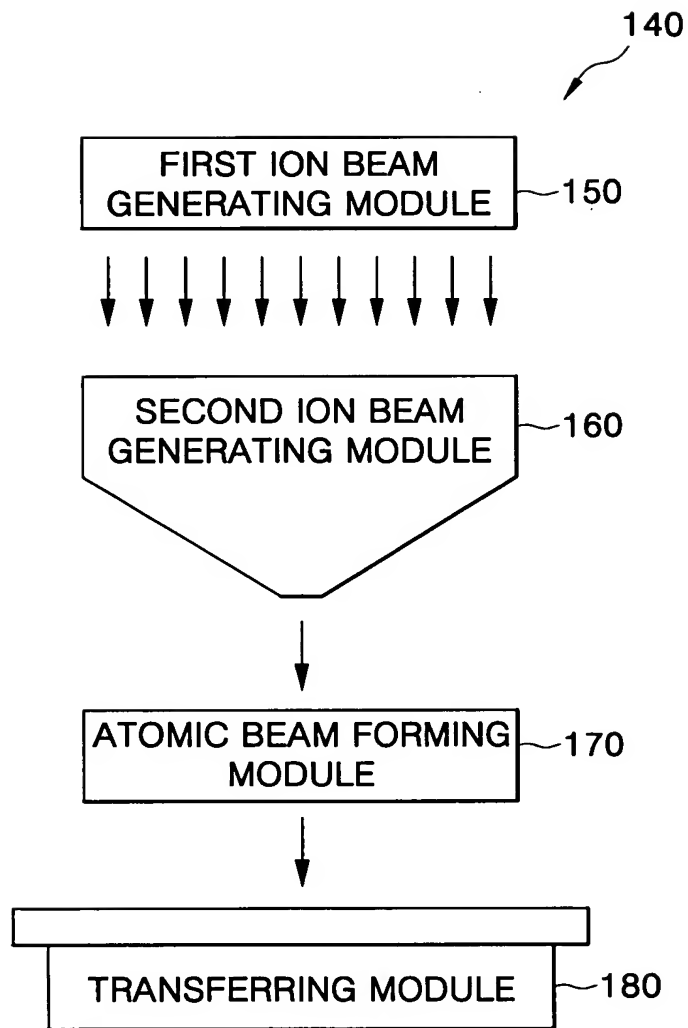 140
FIRST ION BEAM
GENERATING MODULE
150
SECOND ION BEAM
GENERATING MODULE
160
ATOMIC BEAM FORMING
MODULE
170
TRANSFERRING MODULE
180